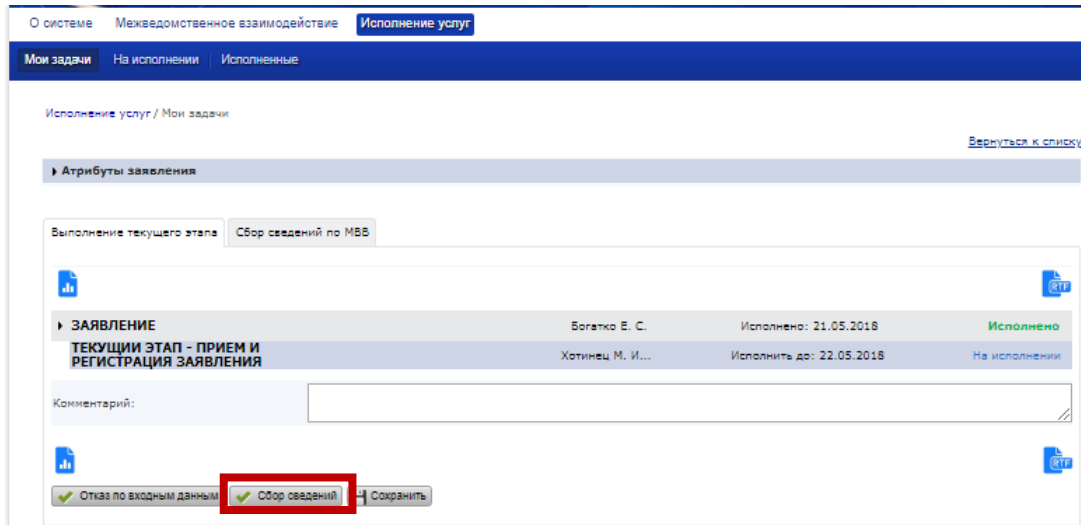 О системе Межведомственное взаимодействие Исполнение услуг
Мои задачи На исполнении Исполненные
Исполнение услуг / Мои задачи
Вернуться к списку
Атрибуты заявления
Выполнение текущего этапа Сбор сведений по МВВ
RTF
ЗАЯВЛЕНИЕ Богатко Е. С. Исполнено: 21.05.2018 Исполнено
ТЕКУЩИЙ ЭТАП - ПРИЕМ И
РЕГИСТРАЦИЯ ЗАЯВЛЕНИЯ Хотинец М. И... Исполнить до: 22.05.2018 На исполнении
Комментарий:
RTF
Отказ по входным данным Сбор сведений Сохранить